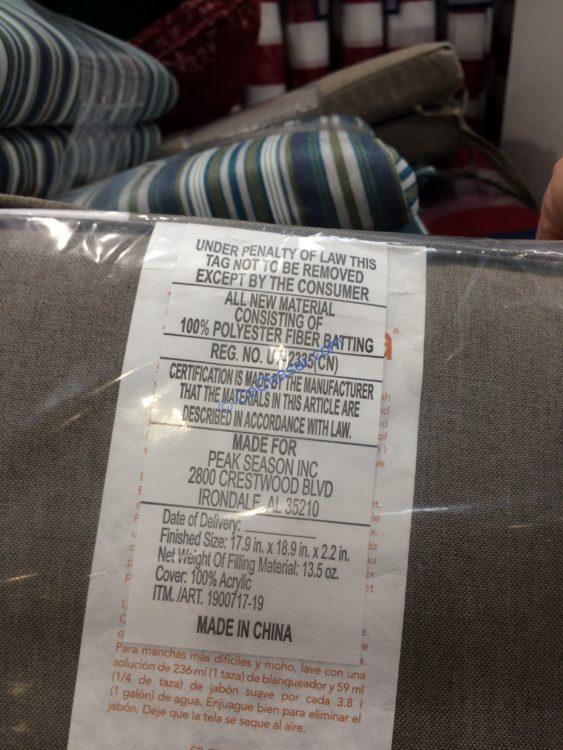 UNDER PENALTY OF LAW THIS
TAG NOT TO BE REMOVED
EXCEPT BY THE CONSUMER
ALL NEW MATERIAL
CONSISTING OF
100% POLYESTER FIBER BATTING
REG. NO. 2335(CN)
CERTIFICATION IS MADE BY THE MANUFACTURER
THAT THE MATERIALS IN THIS ARTICLE ARE
DESCRIBED IN ACCORDANCE WITH LAW.
MADE FOR
PEAK SEASON INC
2800 CRESTWOOD BLVD
IRONDALE, AL 35210
Date of Delivery:
Finished Size: 17.9 in. x 18.9 in. x 2.2 in.
Net Weight Of Filling Material: 13.5 oz.
Cover: 100% Acrylic
ITM. /ART. 1900717-19
MADE IN CHINA
Para manchas más difíciles y moho, lave con una
solución de 236 ml (1 taza) de blanqueador y 59 ml
(1/4 de taza) de jabón suave por cada 3.8 l
(1 galón) de agua. Enjuague bien para eliminar el
jabón. Deje que la tela se seque al aire.